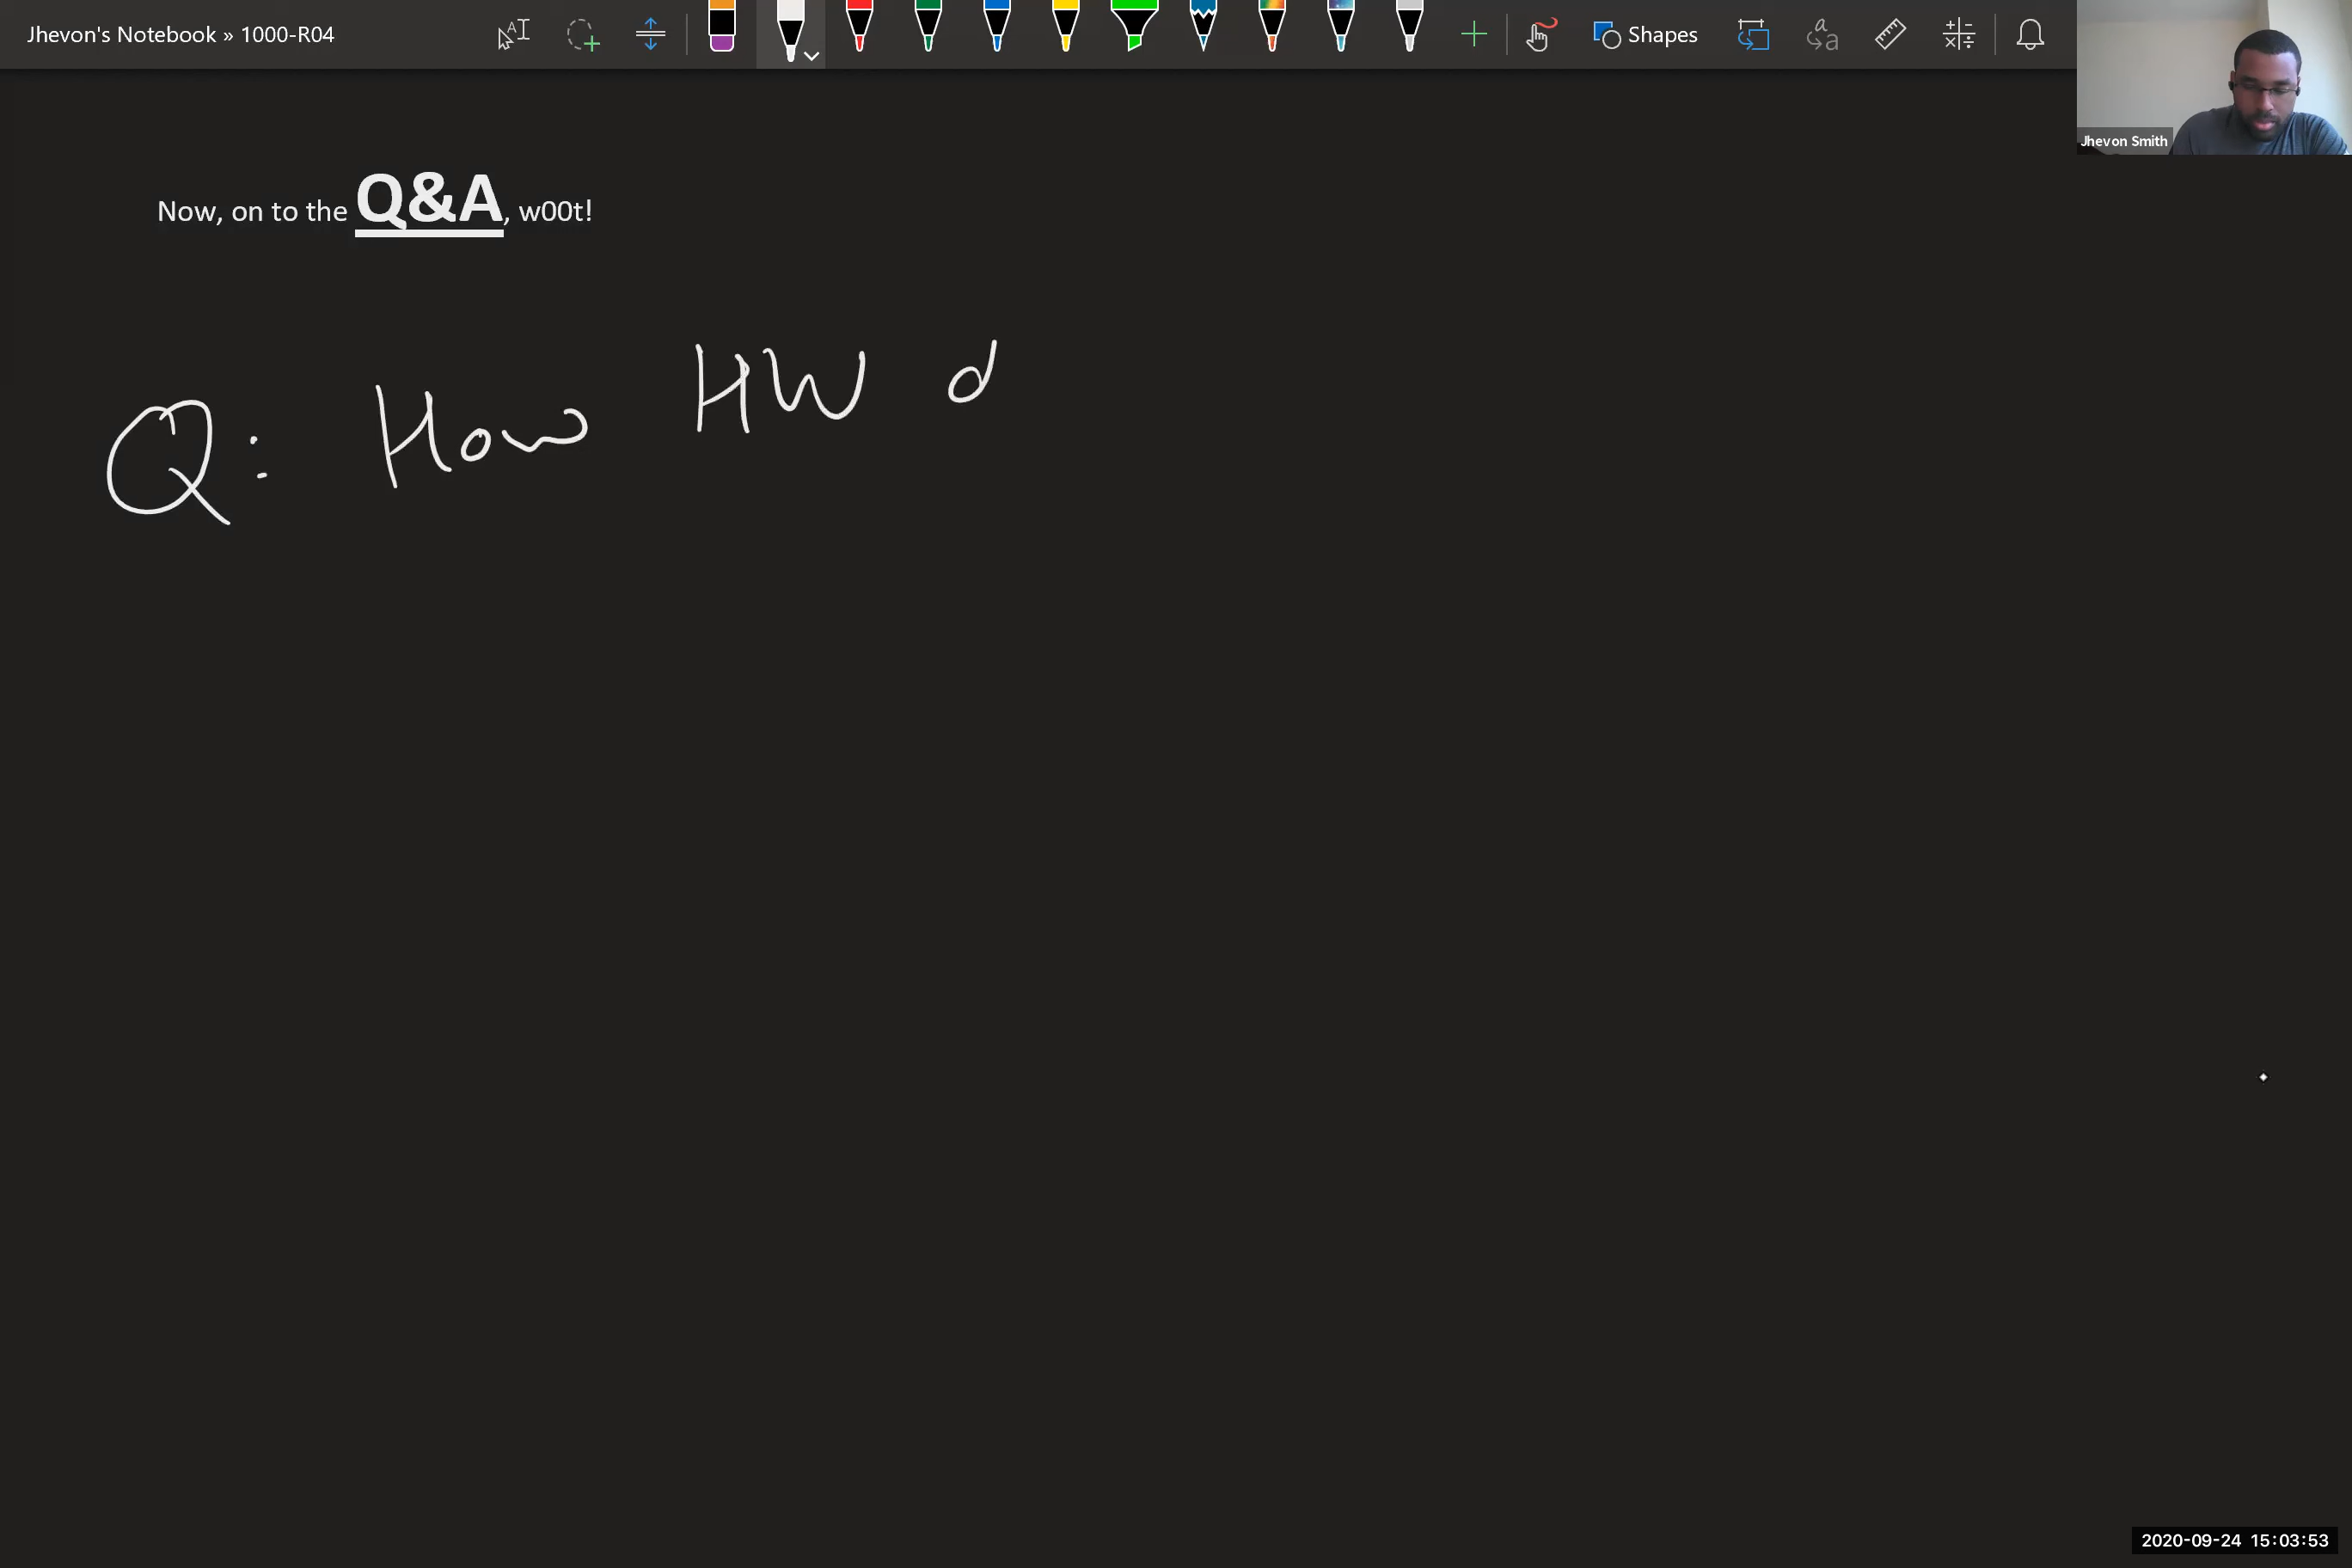 Jhevon's Notebook » 1000-R04
Shapes
Jhevon Smith
Now, on to the Q&A, w00t!
Q: How HW d
2020-09-24 15:03:53